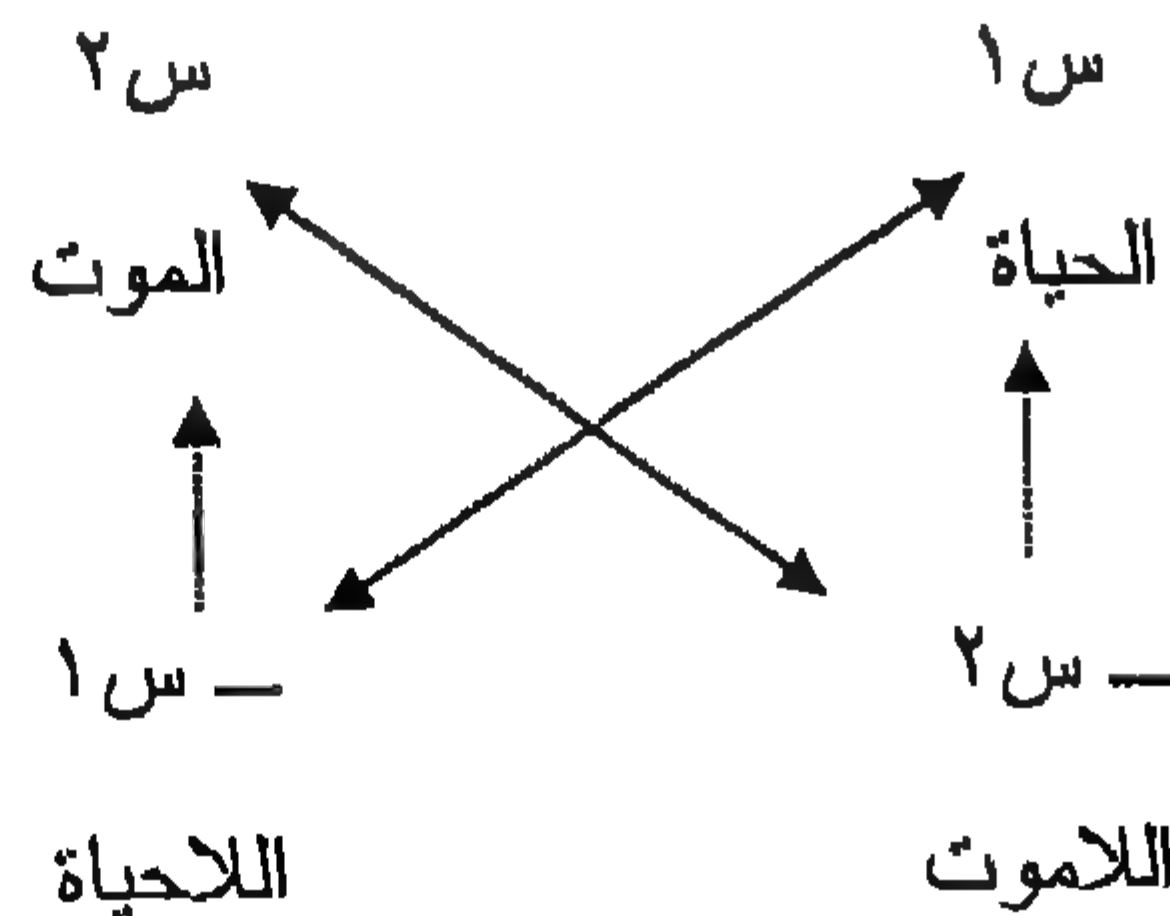 س١ س٢
الحياة الموت
— س٢ — س١
اللاموت اللاحياة